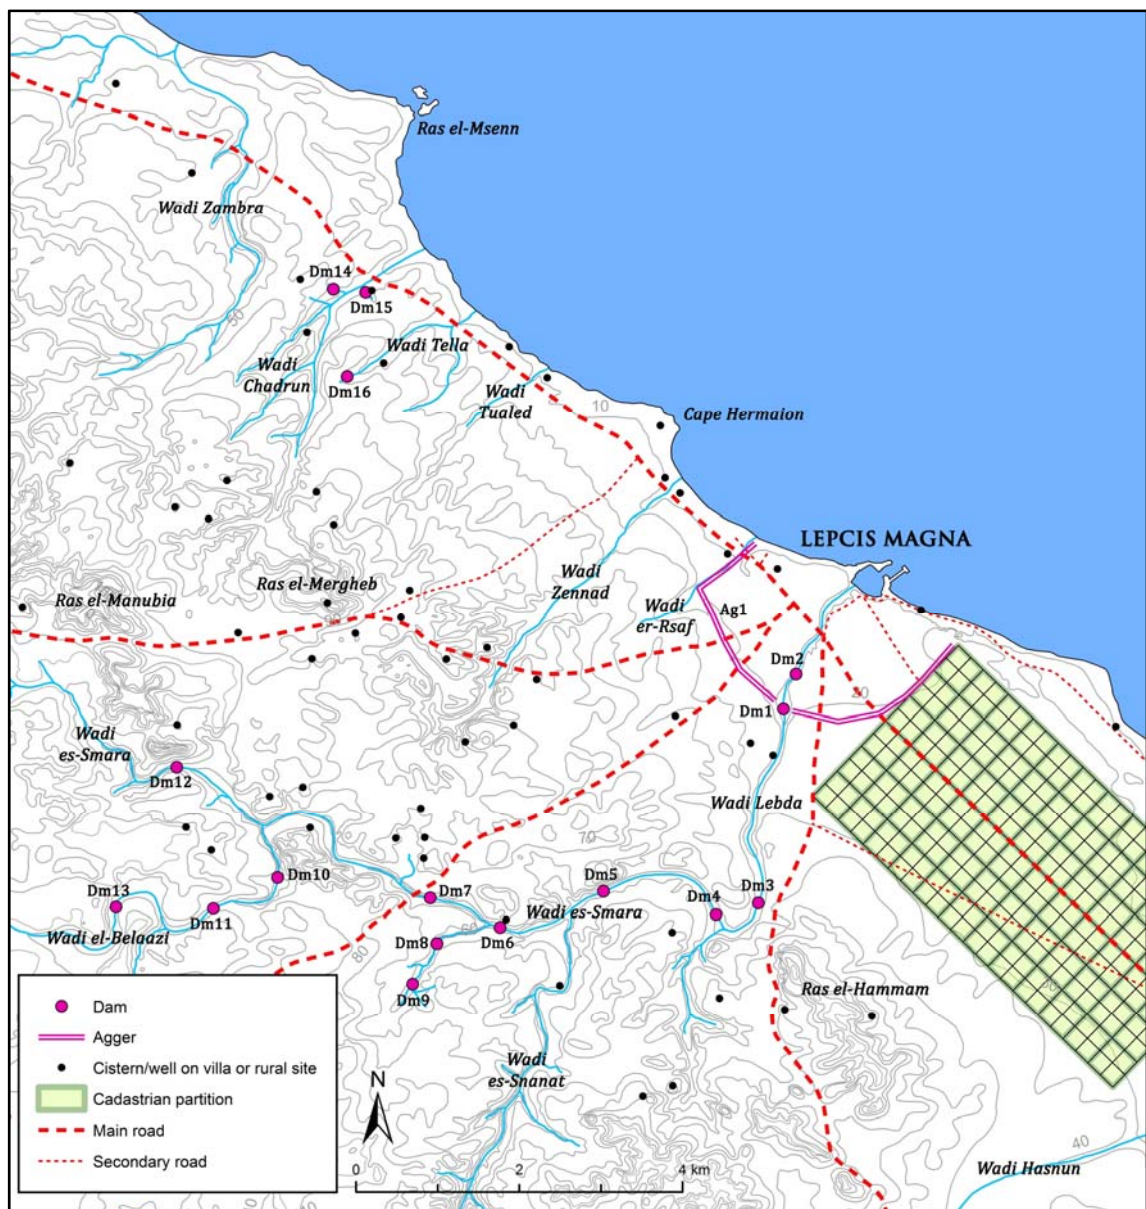 Ras el-Msenn
Wadi Zambra
Dm14
Dm15
50
Wadi Tella
Wadi
Chadrun
Dm16
Wadi
Tualed
10
Cape Hermaion
LEPCIS MAGNA
Wadi
Zennad
Ras el-Mergheb
Ras el-Manubia
Wadi
er-Rsaf
Ag1
Dm2
Dm1
20
Wadi
es-Smara
Dm12
Wadi Lebda
70
Dm10
Dm13
Dm11
Wadi el-Belaazi
Dm7
Dm5
Wadi es-Smara
Dm4
Dm3
Dm6
60
Dm8
80
Dm9
Ras el-Hammam
Wadi
es-Snanat
40
Wadi Hasnun
Dam
Agger
Cistern/well on villa or rural site
Cadastrian partition
Main road
Secondary road
N
0 2 4 km